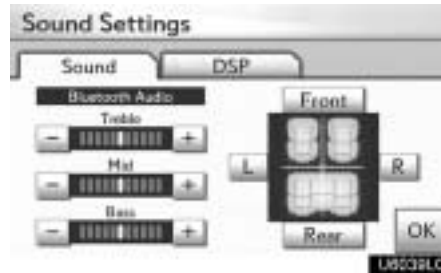 Sound Settings
Sound
DSP
Bluetooth Audio
Treble
− +
Mid
− +
Bass
− +
Front
L
R
Rear
OK